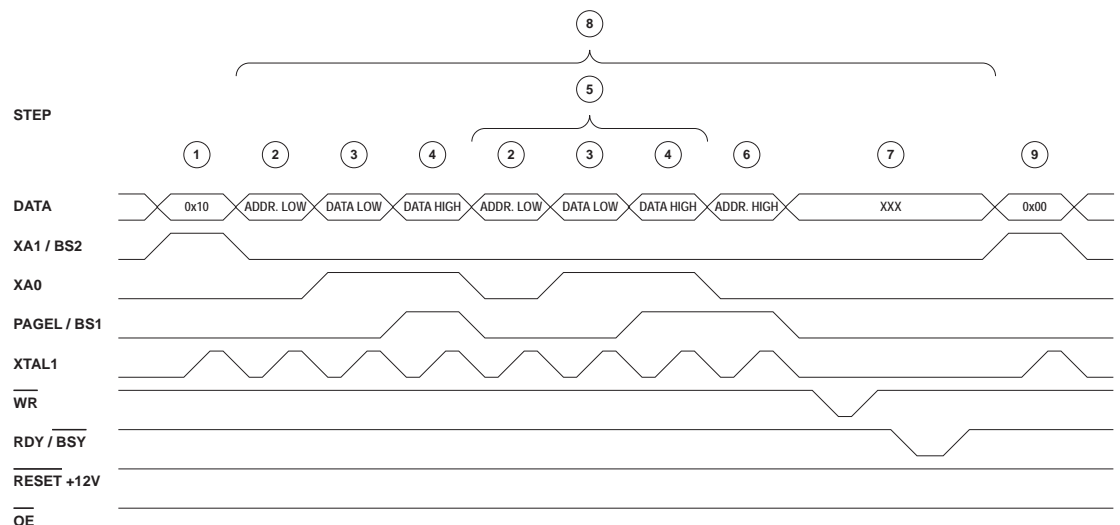 8
5
STEP
1 2 3 4 2 3 4 6 7 9
DATA 0x10 ADDR. LOW DATA LOW DATA HIGH ADDR. LOW DATA LOW DATA HIGH ADDR. HIGH XXX 0x00
XA1 / BS2
XA0
PAGEL / BS1
XTAL1
WR
RDY / BSY
RESET +12V
OE